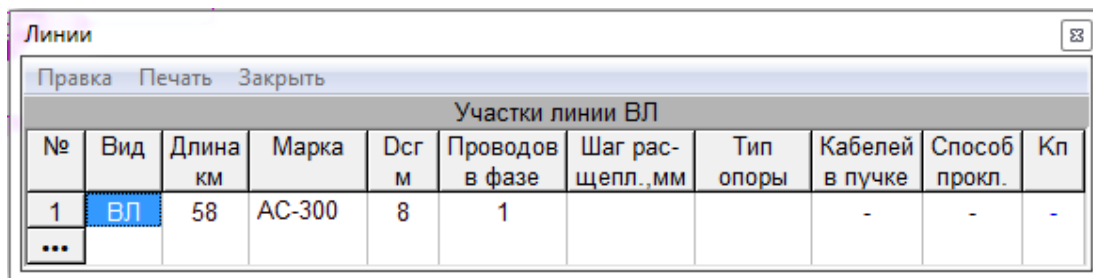 Линии
Правка Печать Закрыть
Участки линии ВЛ
№ Вид Длина км Марка Dсг м Проводов в фазе Шаг рас-щепл.,мм Тип опоры Кабелей в пучке Способ прокл. Кп
1 ВЛ 58 АС-300 8 1 - - -
•••